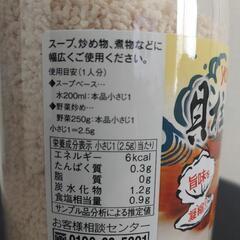 スープ、炒め物、煮物などに
幅広くご使用ください。
使用目安(1人分)
<スープベース…
水200ml:本品小さじ1
<野菜炒め…
野菜250g:本品小さじ1
小さじ1=2.5g
栄養成分表示 小さじ1(2.5g)当たり
エネルギー 6kcal
たんぱく質 0.3g
脂質 0g
炭水化物 1.2g
食塩相当量 0.9g
サンプル品分析による推定値
お客様相談センター
貝柱
旨味
凝縮